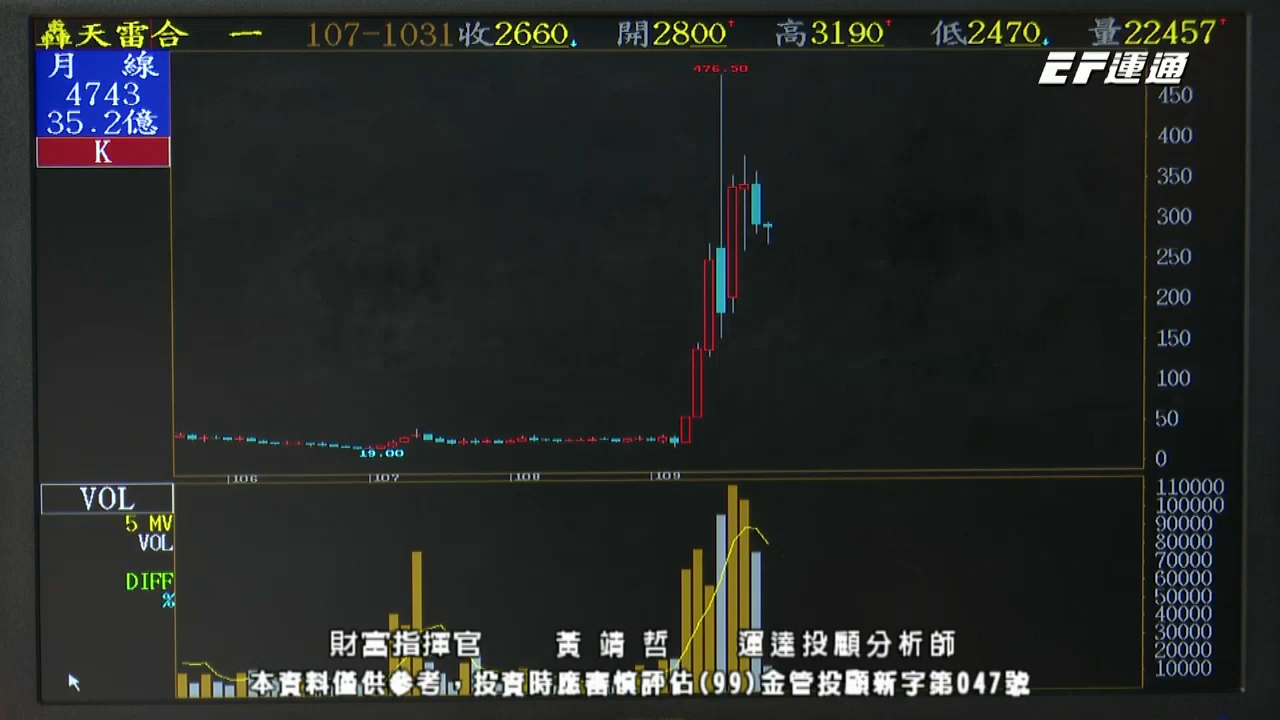 轟天雷合 一 107-1031 收2660↓ 開2800↑ 高3190↑ 低2470↓ 量22457↑
EF運通
月 線
4743
35.2億
K
476.50
450
400
350
300
250
200
150
100
50
0
19.00
106 107 108 109
VOL
5 MV
VOL
DIFF
%
110000
100000
90000
80000
70000
60000
50000
40000
30000
20000
10000
財富指揮官 黃靖哲 運達投顧分析師
本資料僅供參考，投資時應審慎評估(99)金管投顧新字第047號